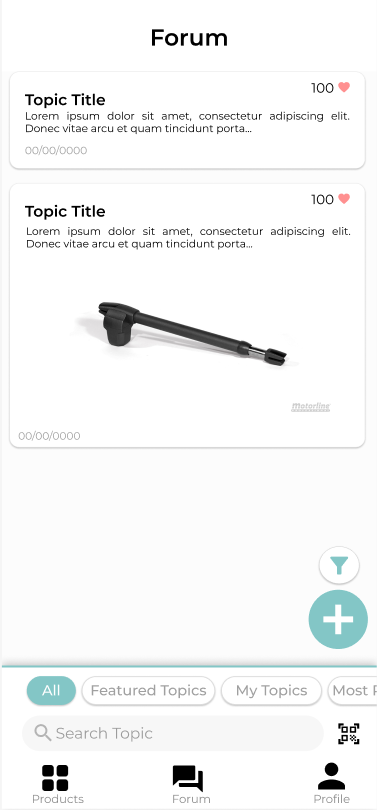 Forum
100
Topic Title
Lorem ipsum dolor sit amet, consectetur adipiscing elit.
Donec vitae arcu et quam tincidunt porta...
00/00/0000
100
Topic Title
Lorem ipsum dolor sit amet, consectetur adipiscing elit.
Donec vitae arcu et quam tincidunt porta...
motorline
00/00/0000
All Featured Topics My Topics Most
Search Topic
Products Forum Profile